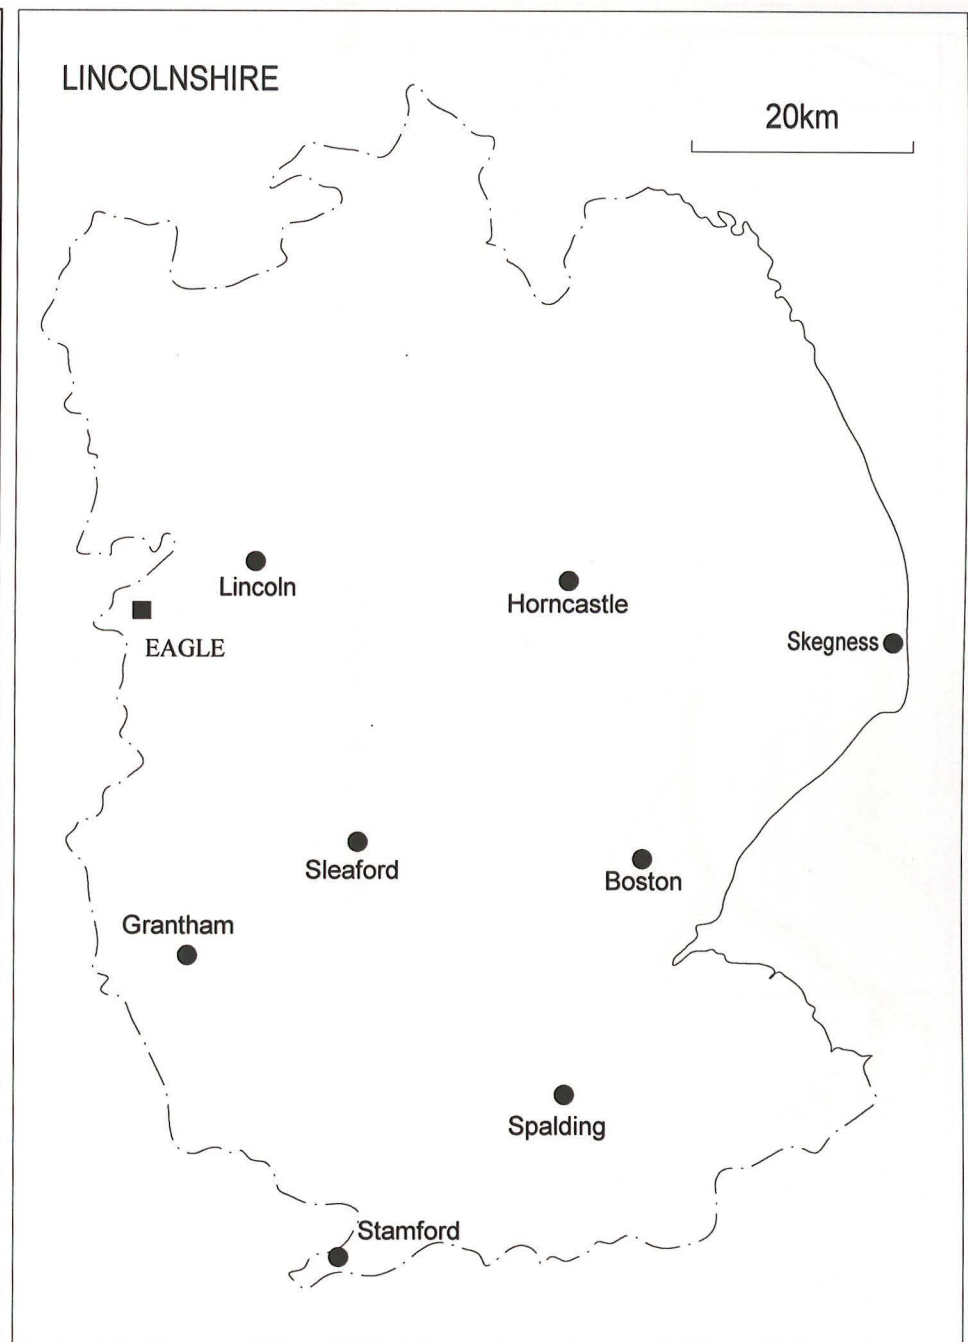 LINCOLNSHIRE
20km
Lincoln
Horncastle
EAGLE
Skegness
Sleaford
Boston
Grantham
Spalding
Stamford